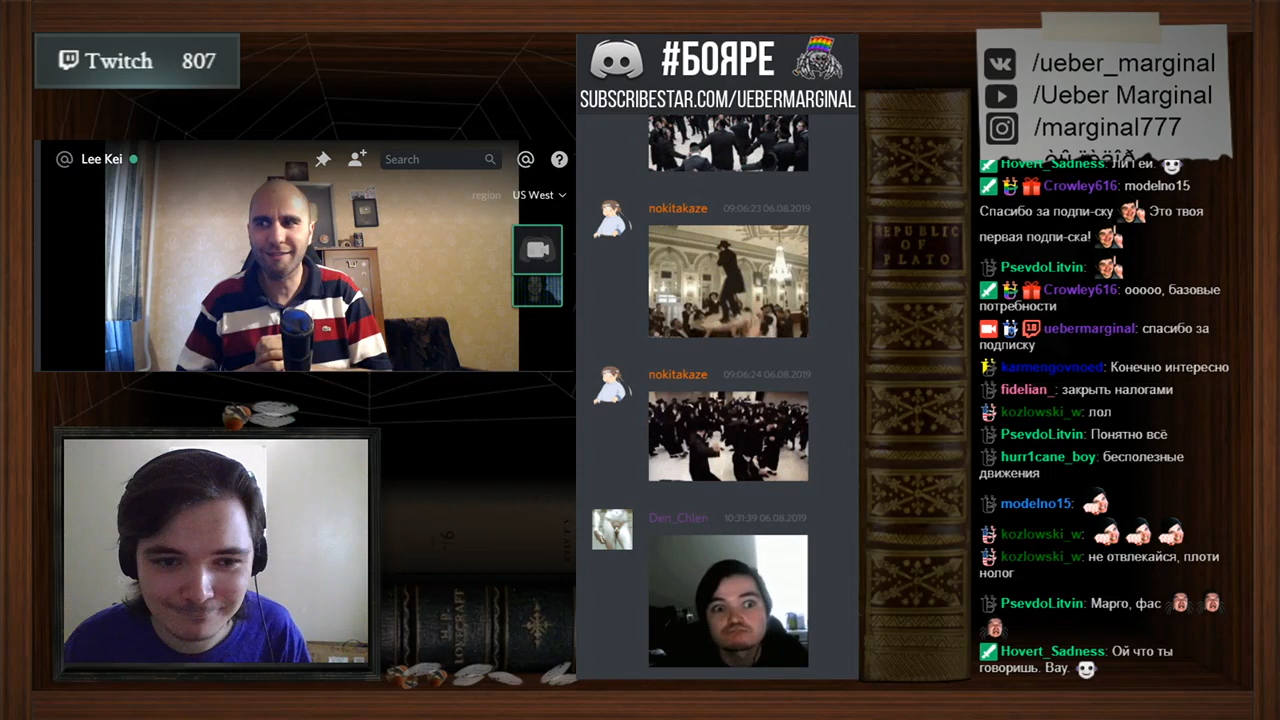 Twitch 807
Lee Kei
Search
region US West
#БОЯРЕ
SUBSCRIBESTAR.COM/UEBERMARGINAL
nokitakaze 09:06:23 06.08.2019
nokitakaze 09:06:24 06.08.2019
Den_Chlen 10:31:39 06.08.2019
REPUBLIC
OF
PLATO
H.P.
LOVECRAFT
/ueber_marginal
/Ueber Marginal
/marginal777
Hovert_Sadness: Ли Гей.
Crowley616: modelno15
Спасибо за подпи-ску Это твоя
первая подпи-ска!
PsevdoLitvin:
Crowley616: ооооо, базовые
потребности
uebermarginal: спасибо за
подписку
karmengovnoed: Конечно интересно
fidelian_: закрыть налогами
kozlowski_w: лол
PsevdoLitvin: Понятно всё
hurr1cane_boy: бесполезные
движения
modelno15:
kozlowski_w:
kozlowski_w: не отвлекайся, плоти
нолог
PsevdoLitvin: Марго, фас
Hovert_Sadness: Ой что ты
говоришь. Вау.